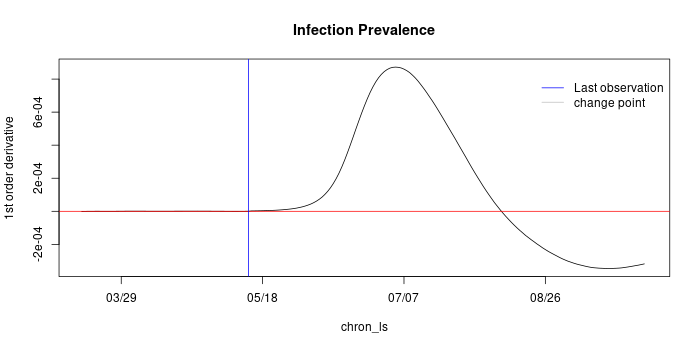 Infection Prevalence
1st order derivative
6e-04
2e-04
-2e-04
Last observation
change point
03/29
05/18
07/07
08/26
chron_ls